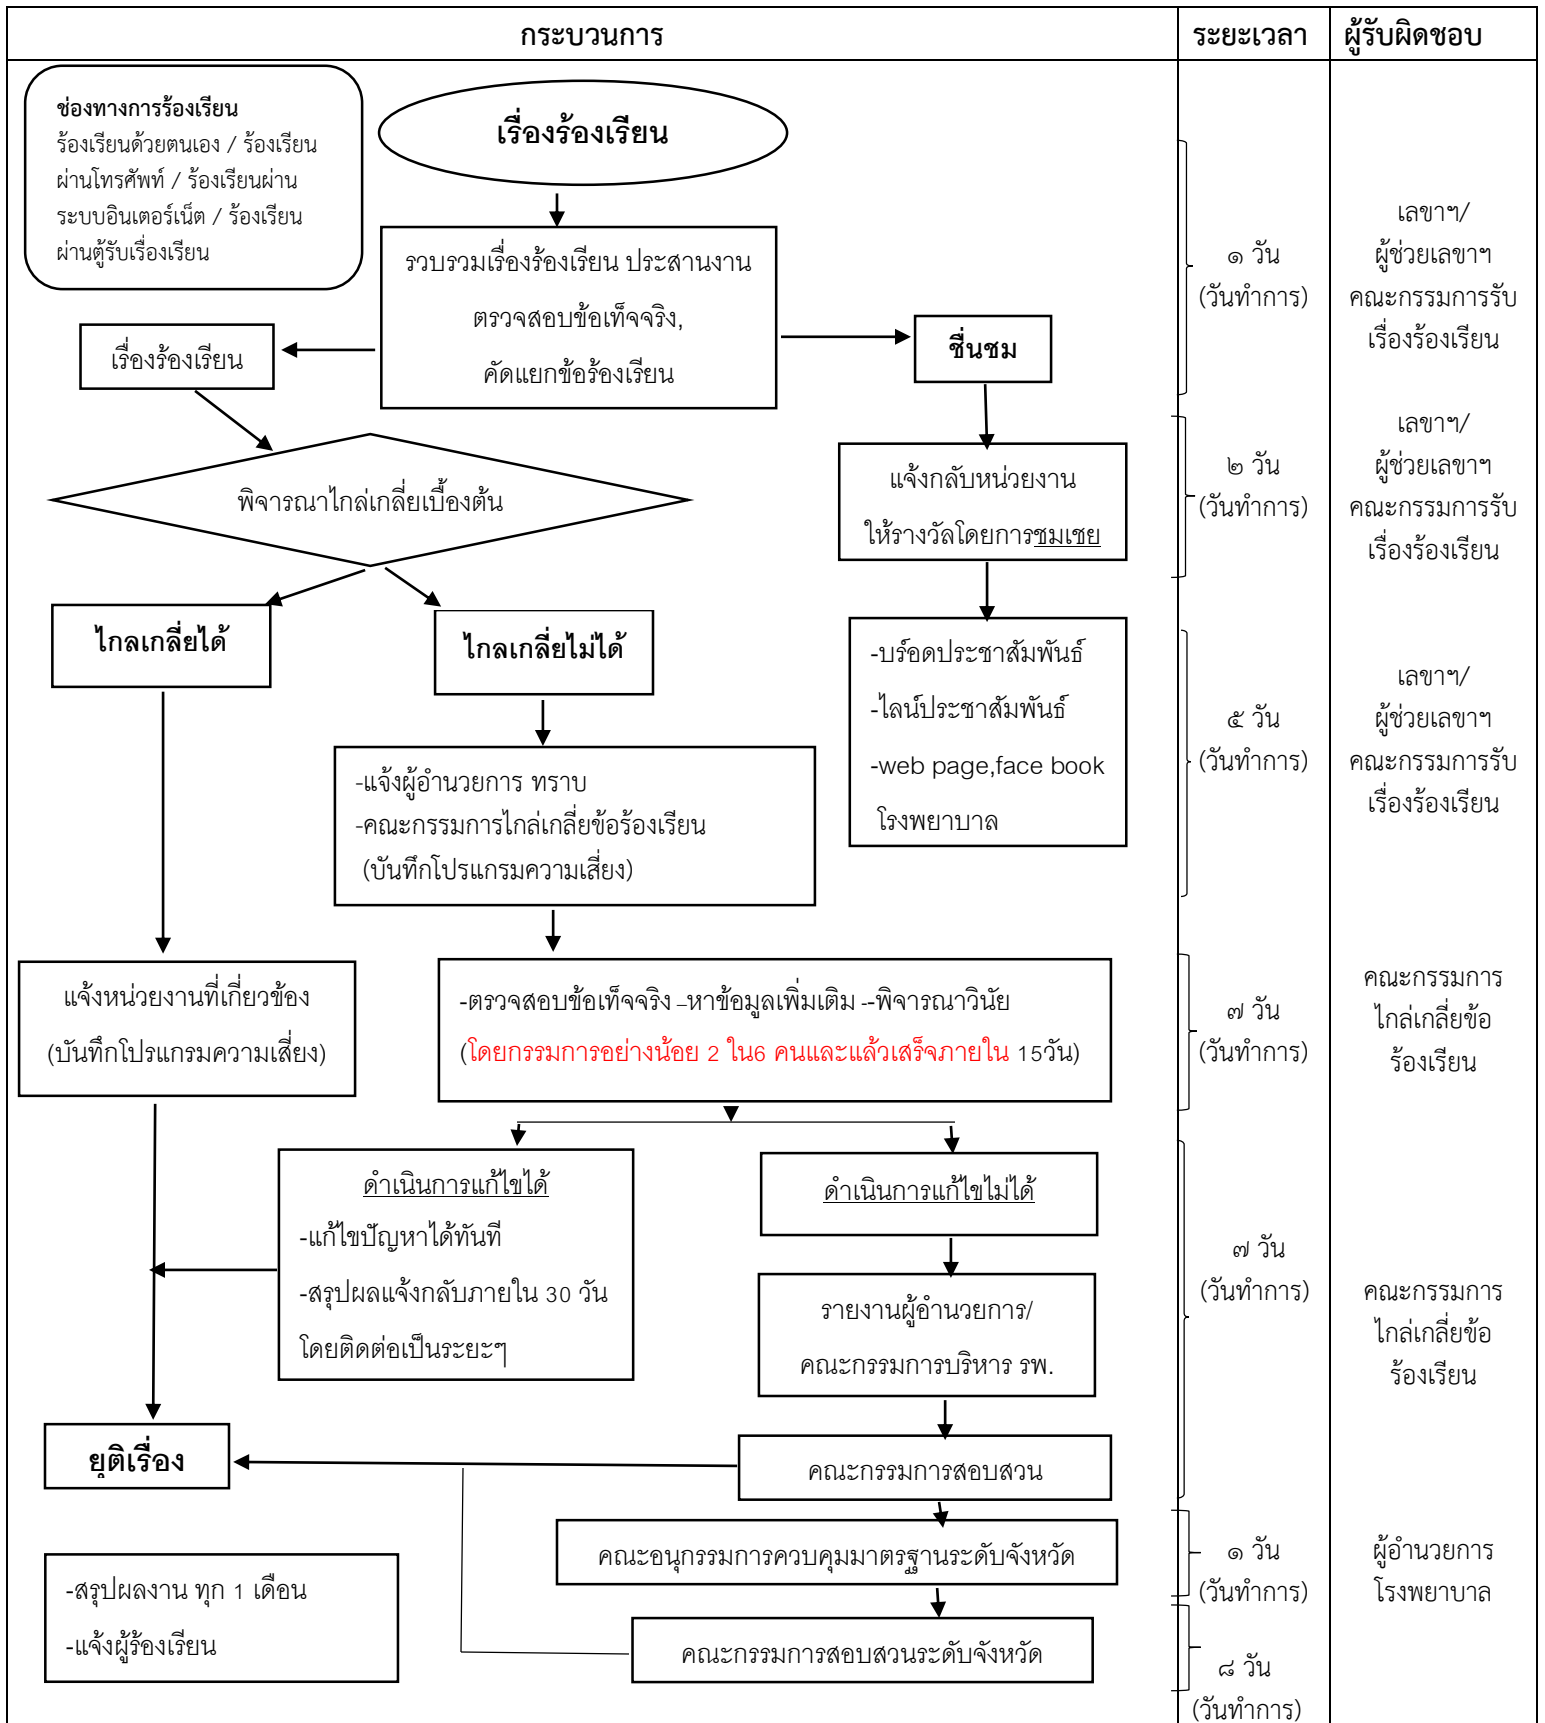 กระบวนการ
ระยะเวลา
ผู้รับผิดชอบ
ช่องทางการร้องเรียน
ร้องเรียนด้วยตนเอง / ร้องเรียน
ผ่านโทรศัพท์ / ร้องเรียนผ่าน
ระบบอินเตอร์เน็ต / ร้องเรียน
ผ่านตู้รับเรื่องเรียน
เรื่องร้องเรียน
รวบรวมเรื่องร้องเรียน ประสานงาน
ตรวจสอบข้อเท็จจริง,
คัดแยกข้อร้องเรียน
เรื่องร้องเรียน
ชื่นชม
๑ วัน
(วันทำการ)
เลขาฯ/
ผู้ช่วยเลขาฯ
คณะกรรมการรับ
เรื่องร้องเรียน
พิจารณาไกล่เกลี่ยเบื้องต้น
แจ้งกลับหน่วยงาน
ให้รางวัลโดยการชมเชย
๒ วัน
(วันทำการ)
เลขาฯ/
ผู้ช่วยเลขาฯ
คณะกรรมการรับ
เรื่องร้องเรียน
ไกลเกลี่ยได้
ไกลเกลี่ยไม่ได้
-บร๊อดประชาสัมพันธ์
-ไลน์ประชาสัมพันธ์
-web page,face book
โรงพยาบาล
๕ วัน
(วันทำการ)
เลขาฯ/
ผู้ช่วยเลขาฯ
คณะกรรมการรับ
เรื่องร้องเรียน
-แจ้งผู้อำนวยการ ทราบ
-คณะกรรมการไกล่เกลี่ยข้อร้องเรียน
(บันทึกโปรแกรมความเสี่ยง)
แจ้งหน่วยงานที่เกี่ยวข้อง
(บันทึกโปรแกรมความเสี่ยง)
-ตรวจสอบข้อเท็จจริง –หาข้อมูลเพิ่มเติม --พิจารณาวินัย
(โดยกรรมการอย่างน้อย 2 ใน6 คนและแล้วเสร็จภายใน 15วัน)
๗ วัน
(วันทำการ)
คณะกรรมการ
ไกล่เกลี่ยข้อ
ร้องเรียน
ดำเนินการแก้ไขได้
-แก้ไขปัญหาได้ทันที
-สรุปผลแจ้งกลับภายใน 30 วัน
โดยติดต่อเป็นระยะๆ
ดำเนินการแก้ไขไม่ได้
รายงานผู้อำนวยการ/
คณะกรรมการบริหาร รพ.
๗ วัน
(วันทำการ)
คณะกรรมการ
ไกล่เกลี่ยข้อ
ร้องเรียน
ยุติเรื่อง
คณะกรรมการสอบสวน
คณะอนุกรรมการควบคุมมาตรฐานระดับจังหวัด
๑ วัน
(วันทำการ)
ผู้อำนวยการ
โรงพยาบาล
-สรุปผลงาน ทุก 1 เดือน
-แจ้งผู้ร้องเรียน
คณะกรรมการสอบสวนระดับจังหวัด
๘ วัน
(วันทำการ)